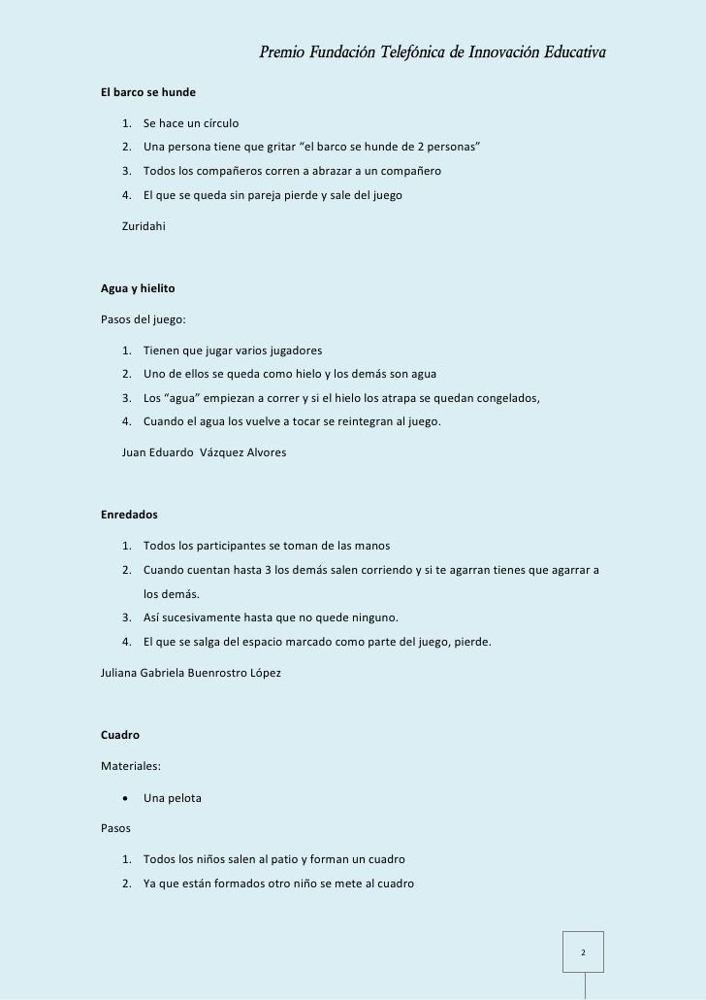 Premio Fundación Telefónica de Innovación Educativa
El barco se hunde
1. Se hace un círculo
2. Una persona tiene que gritar “el barco se hunde de 2 personas”
3. Todos los compañeros corren a abrazar a un compañero
4. El que se queda sin pareja pierde y sale del juego
Zuridahi
Agua y hielito
Pasos del juego:
1. Tienen que jugar varios jugadores
2. Uno de ellos se queda como hielo y los demás son agua
3. Los “agua” empiezan a correr y si el hielo los atrapa se quedan congelados,
4. Cuando el agua los vuelve a tocar se reintegran al juego.
Juan Eduardo  Vázquez Alvores
Enredados
1. Todos los participantes se toman de las manos
2. Cuando cuentan hasta 3 los demás salen corriendo y si te agarran tienes que agarrar a
los demás.
3. Así sucesivamente hasta que no quede ninguno.
4. El que se salga del espacio marcado como parte del juego, pierde.
Juliana Gabriela Buenrostro López
Cuadro
Materiales:
• Una pelota
Pasos
1. Todos los niños salen al patio y forman un cuadro
2. Ya que están formados otro niño se mete al cuadro
2